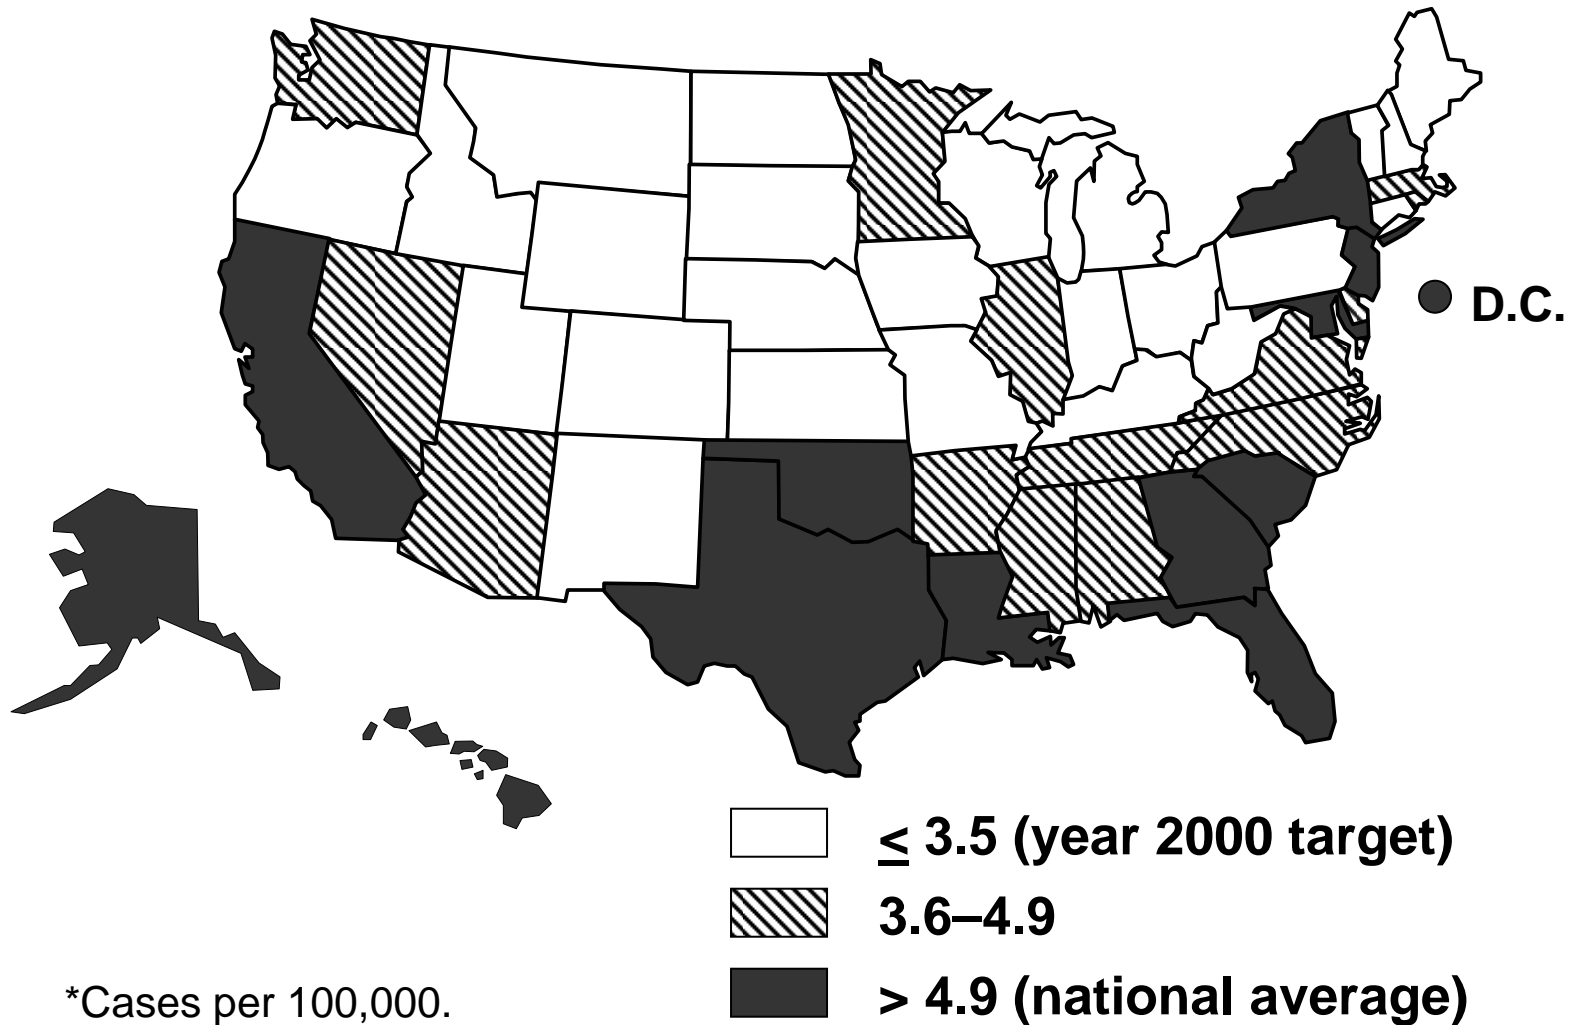 D.C.
≤ 3.5 (year 2000 target)
3.6–4.9
> 4.9 (national average)
*Cases per 100,000.